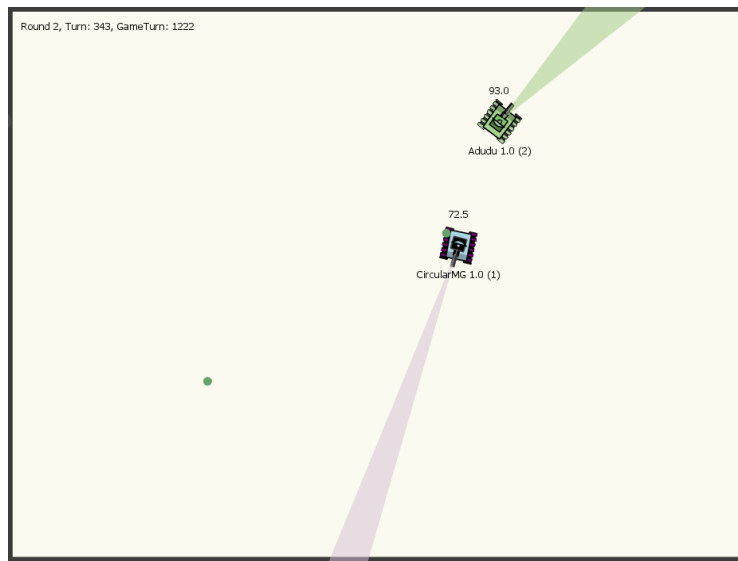 Round 2, Turn: 343, GameTurn: 1222
93.0
Adudu 1.0 (2)
72.5
CircularMG 1.0 (1)